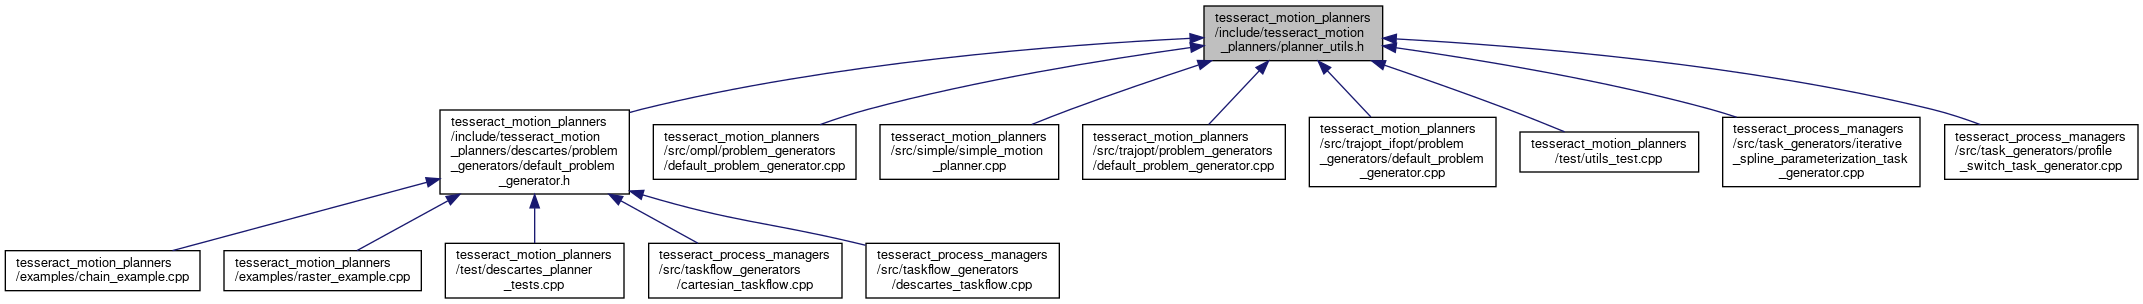 tesseract_motion_planners
/include/tesseract_motion
_planners/planner_utils.h
tesseract_motion_planners
/include/tesseract_motion
_planners/descartes/problem
_generators/default_problem
_generator.h
tesseract_motion_planners
/src/ompl/problem_generators
/default_problem_generator.cpp
tesseract_motion_planners
/src/simple/simple_motion
_planner.cpp
tesseract_motion_planners
/src/trajopt/problem_generators
/default_problem_generator.cpp
tesseract_motion_planners
/src/trajopt_ifopt/problem
_generators/default_problem
_generator.cpp
tesseract_motion_planners
/test/utils_test.cpp
tesseract_process_managers
/src/task_generators/iterative
_spline_parameterization_task
_generator.cpp
tesseract_process_managers
/src/task_generators/profile
_switch_task_generator.cpp
tesseract_motion_planners
/examples/chain_example.cpp
tesseract_motion_planners
/examples/raster_example.cpp
tesseract_motion_planners
/test/descartes_planner
_tests.cpp
tesseract_process_managers
/src/taskflow_generators
/cartesian_taskflow.cpp
tesseract_process_managers
/src/taskflow_generators
/descartes_taskflow.cpp